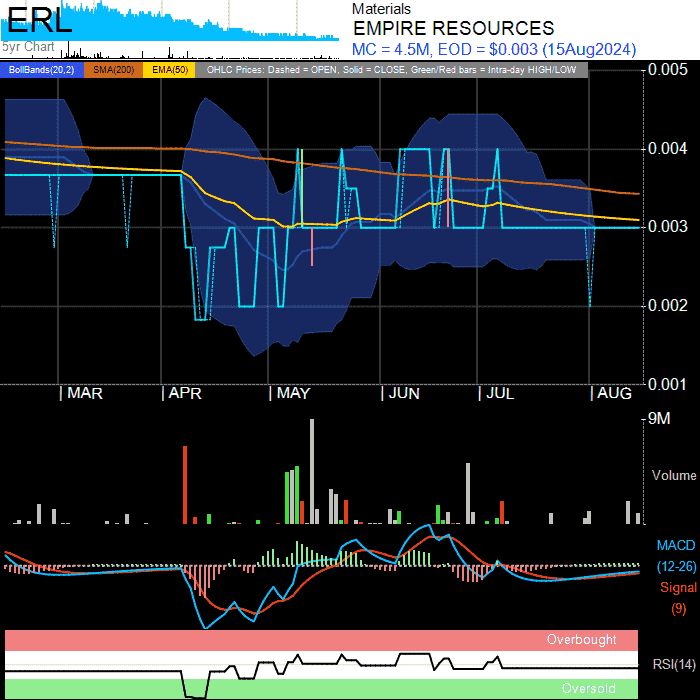 ERL
5yr Chart
Materials
EMPIRE RESOURCES
MC = 4.5M, EOD = $0.003 (15Aug2024)
BollBands(20,2) SMA(200) EMA(50) OHLC Prices: Dashed = OPEN, Solid = CLOSE, Green/Red bars = Intra-day HIGH/LOW
0.005
0.004
0.003
0.002
0.001
| MAR | APR | MAY | JUN | JUL | AUG
9M
Volume
MACD
(12-26)
Signal
(9)
Overbought
RSI(14)
Oversold